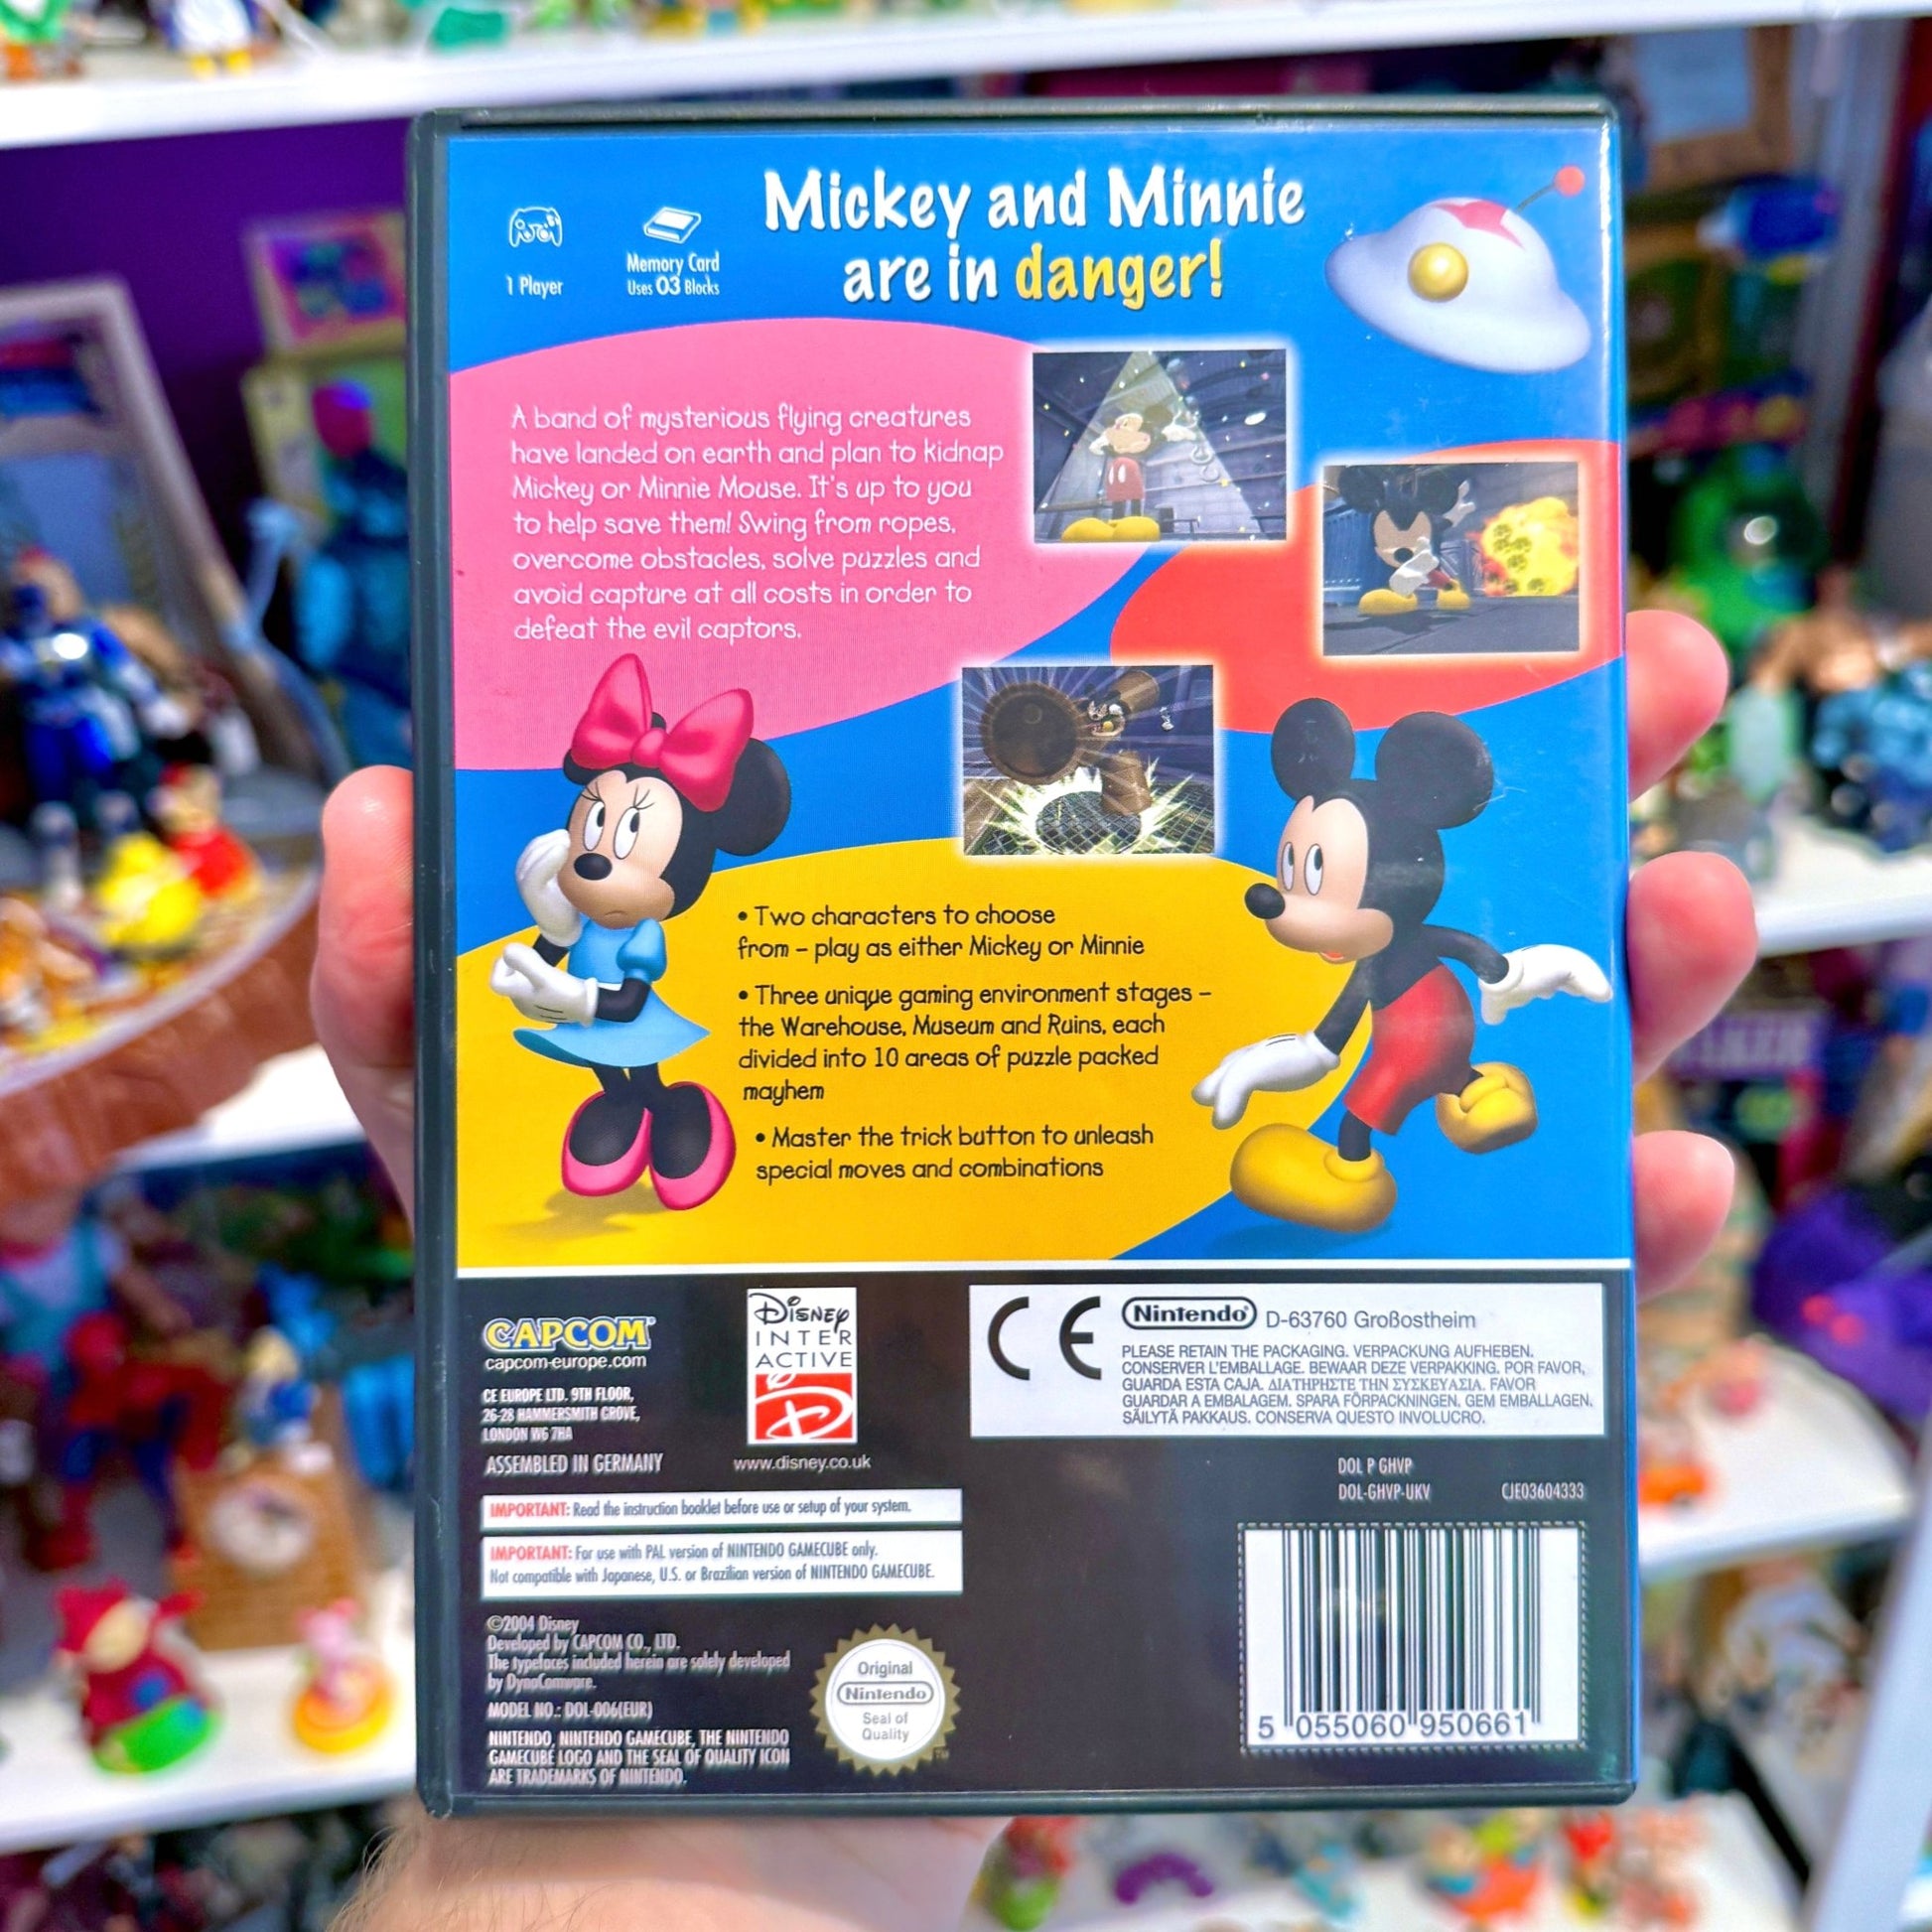 Mickey and Minnie
are in danger!
1 Player
Memory Card
Uses 03 Blocks
A band of mysterious flying creatures
have landed on earth and plan to kidnap
Mickey or Minnie Mouse. It's up to you
to help save them! Swing from ropes,
overcome obstacles, solve puzzles and
avoid capture at all costs in order to
defeat the evil captors.
• Two characters to choose
from – play as either Mickey or Minnie
• Three unique gaming environment stages –
the Warehouse, Museum and Ruins, each
divided into 10 areas of puzzle packed
mayhem
• Master the trick button to unleash
special moves and combinations
CAPCOM
capcom-europe.com
CE EUROPE LTD. 9TH FLOOR,
26-28 HAMMERSMITH GROVE,
LONDON W6 7HA
ASSEMBLED IN GERMANY
Disney
INTER
ACTIVE
D
www.disney.co.uk
CE
Nintendo D-63760 Großostheim
PLEASE RETAIN THE PACKAGING. VERPACKUNG AUFHEBEN.
CONSERVER L'EMBALLAGE. BEWAAR DEZE VERPAKKING. POR FAVOR,
GUARDA ESTA CAJA. ΔΙΑΤΗΡΗΣΤΕ ΤΗΝ ΣΥΣΚΕΥΑΣΙΑ. FAVOR
GUARDAR A EMBALAGEM. SPARA FÖRPACKNINGEN. GEM EMBALLAGEN.
SÄILYTÄ PAKKAUS. CONSERVA QUESTO INVOLUCRO.
DOL P GHVP
DOL-GHVP-UKV CJE03604333
IMPORTANT: Read the instruction booklet before use or setup of your system.
IMPORTANT: For use with PAL version of NINTENDO GAMECUBE only.
Not compatible with Japanese, U.S. or Brazilian version of NINTENDO GAMECUBE.
©2004 Disney
Developed by CAPCOM CO., LTD.
The typefaces included herein are solely developed
by DynaComware.
MODEL NO.: DOL-006(EUR)
NINTENDO, NINTENDO GAMECUBE, THE NINTENDO
GAMECUBE LOGO AND THE SEAL OF QUALITY ICON
ARE TRADEMARKS OF NINTENDO.
Original
Nintendo
Seal of
Quality
TM
5 055060 950661